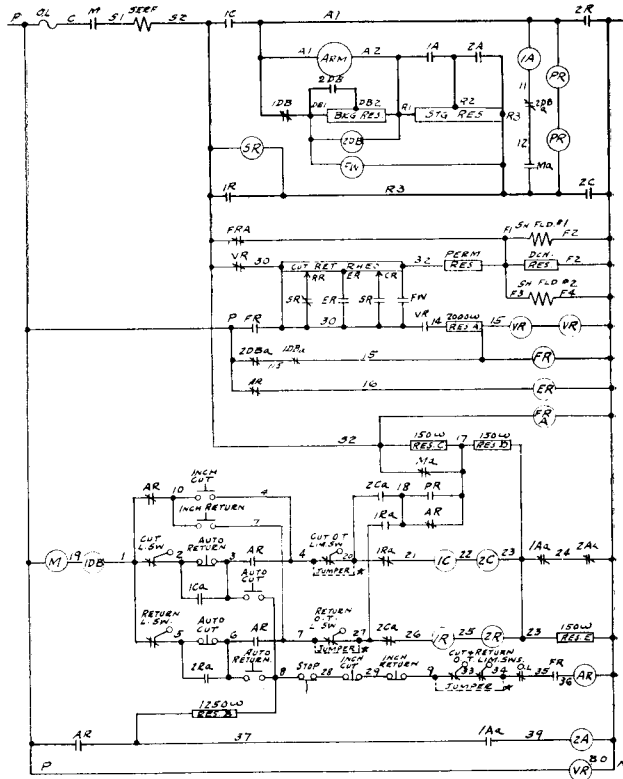 P O.L C M S1 SERF S2 1C A1 2R
A1 ARM A2 1A 2A 1A PR
2DB 11
1DB DB1 BKG RES DB2 R1 STG RES R2 R3 2DB a
2DB 12 PR
SR FW Ma
1R R3 2C
FRA F1 SH FLD. #1 F2
VR 30 CUT RET RHEO 32 PERM RES DCH. RES F2
RR ER CR SH FLD #2
SR ER SR FW F3 F4
P FR 30 VR 14 2000W RES A 15 VR VR
2DBa 1DBa 15 FR
115
AR 16 ER
FR A
S2 150W RES. C 17 150W RES. D
Ma
AR 10 INCH CUT 4 2Ca 18 PR
INCH RETURN 7 1Ra AR
M 19 1DB 1 CUT L.SW 2 AUTO RETURN 3 AR 4 CUT O.T. LIM.SW 20 1Ra 21 1C 22 2C 23 1Aa 24 2Aa
JUMPER *
1Ca AUTO CUT
RETURN L.SW. 5 AUTO CUT 6 AR 7 RETURN O.T. L.SW 27 2Ca 26 1R 25 2R 23 150W RES. E
JUMPER *
2Ra AUTO RETURN 8 STOP 28 INCH CUT 29 INCH RETURN 9 CUT & RETURN O.T. LIM. SWS. 33 34 O.L 35 FR 36 AR
JUMPER *
1250W RES. B
AR 37 1Aa 39 2A
P VR 80 N